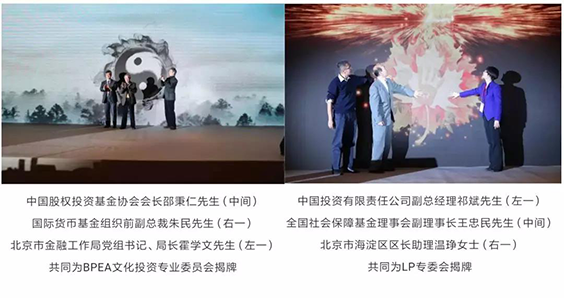 中国股权投资基金协会会长邵秉仁先生（中间）
国际货币基金组织前副总裁朱民先生（右一）
北京市金融工作局党组书记、局长霍学文先生（左一）
共同为BPEA文化投资专业委员会揭牌
中国投资有限责任公司副总经理祁斌先生（左一）
全国社会保障基金理事会副理事长王忠民先生（中间）
北京市海淀区区长助理温琤女士（右一）
共同为LP专委会揭牌